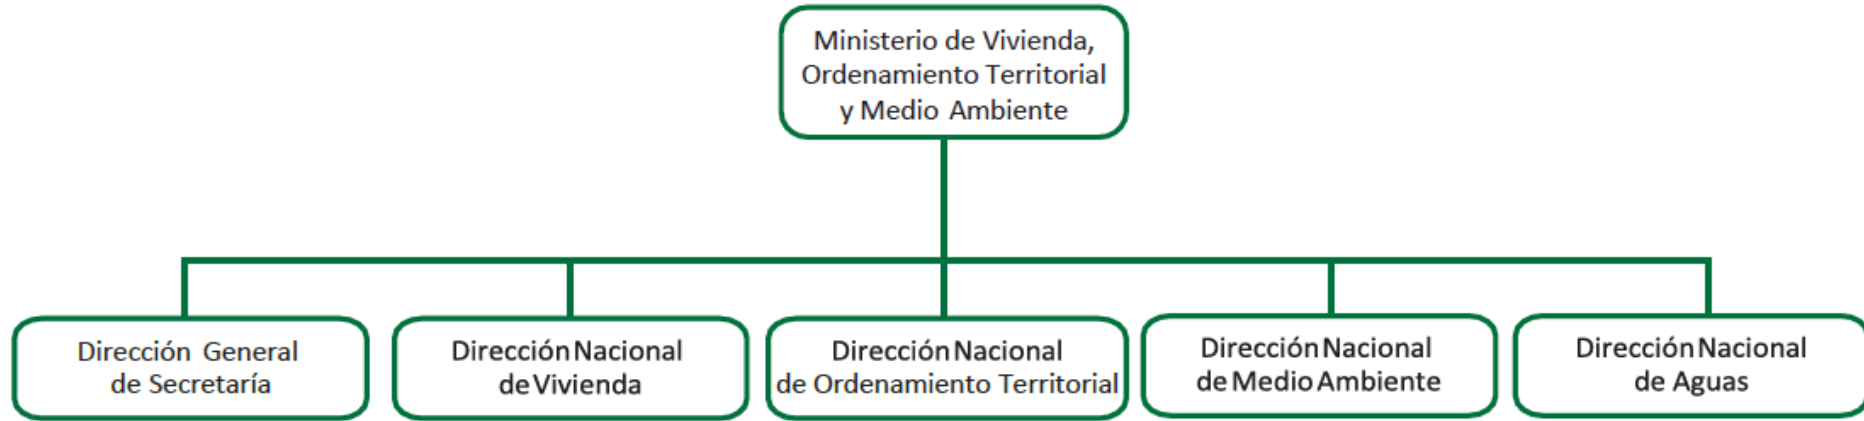 Ministerio de Vivienda,
Ordenamiento Territorial
y Medio Ambiente
Dirección General
de Secretaría
Dirección Nacional
de Vivienda
Dirección Nacional
de Ordenamiento Territorial
Dirección Nacional
de Medio Ambiente
Dirección Nacional
de Aguas